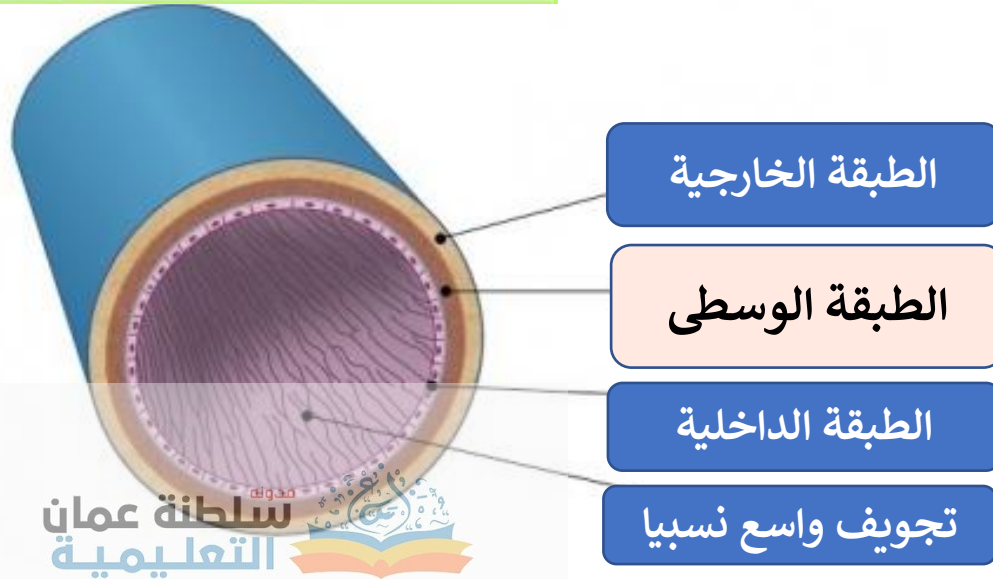 الطبقة الخارجية
الطبقة الوسطى
الطبقة الداخلية
تجويف واسع نسبيا
مدونة
سلطنة عمان
التعليمية